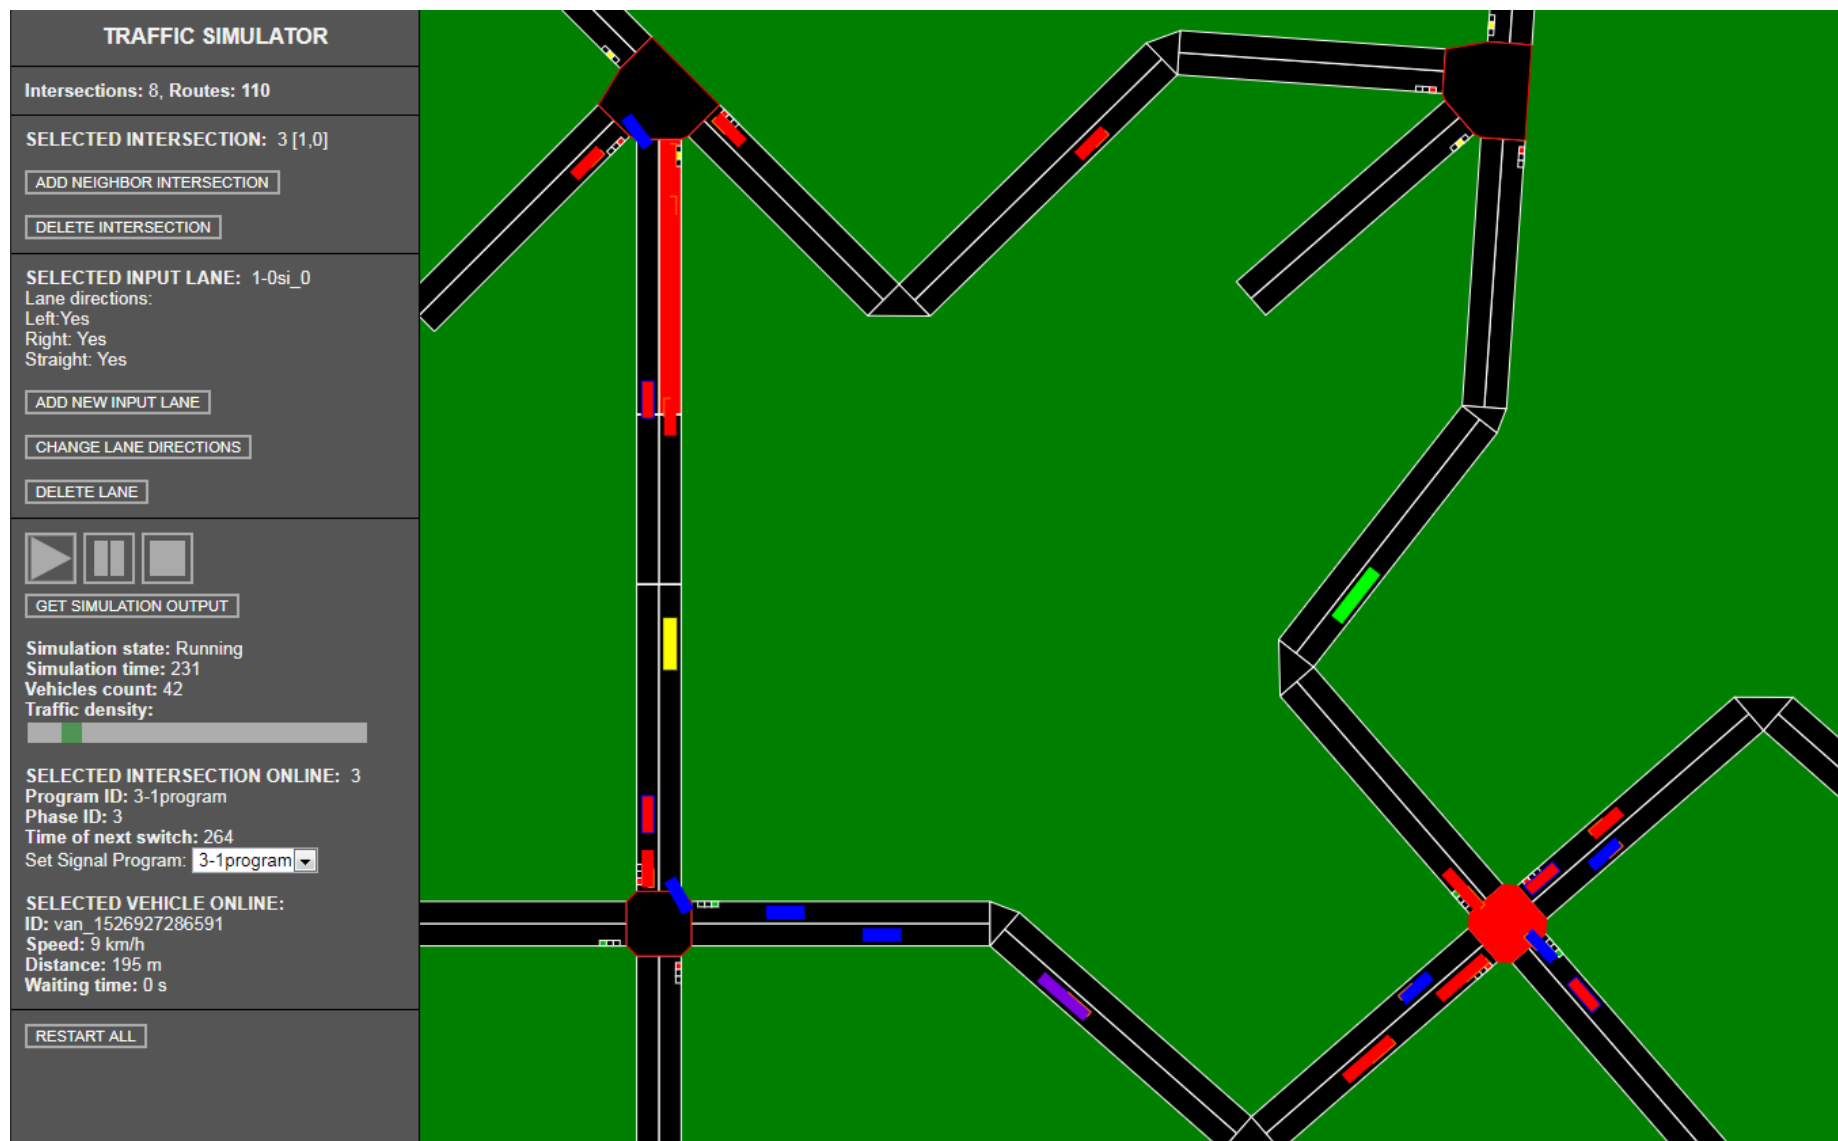 TRAFFIC SIMULATOR
Intersections: 8, Routes: 110
SELECTED INTERSECTION: 3 [1,0]
ADD NEIGHBOR INTERSECTION
DELETE INTERSECTION
SELECTED INPUT LANE: 1-0si_0
Lane directions:
Left:Yes
Right: Yes
Straight: Yes
ADD NEW INPUT LANE
CHANGE LANE DIRECTIONS
DELETE LANE
GET SIMULATION OUTPUT
Simulation state: Running
Simulation time: 231
Vehicles count: 42
Traffic density:
SELECTED INTERSECTION ONLINE: 3
Program ID: 3-1program
Phase ID: 3
Time of next switch: 264
Set Signal Program: 3-1program
SELECTED VEHICLE ONLINE:
ID: van_1526927286591
Speed: 9 km/h
Distance: 195 m
Waiting time: 0 s
RESTART ALL